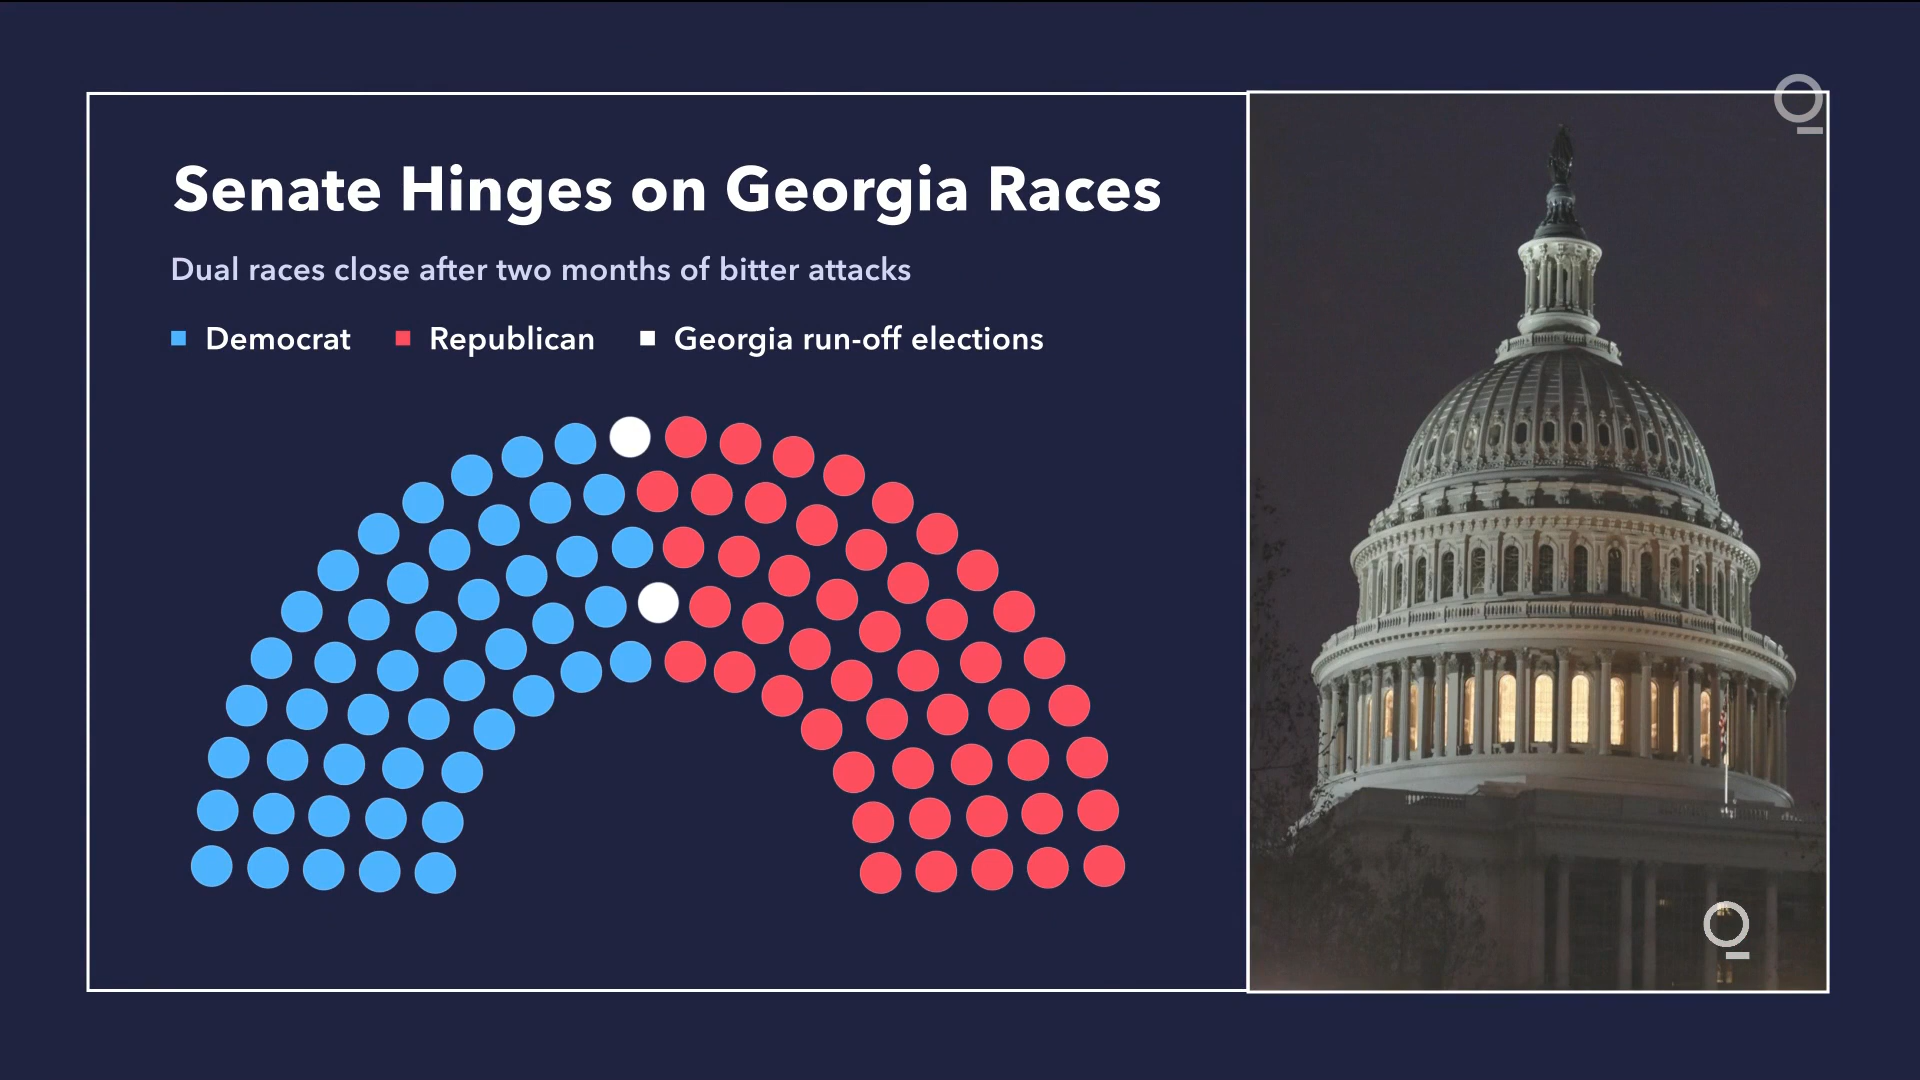 Senate Hinges on Georgia Races
Dual races close after two months of bitter attacks
Democrat Republican Georgia run-off elections